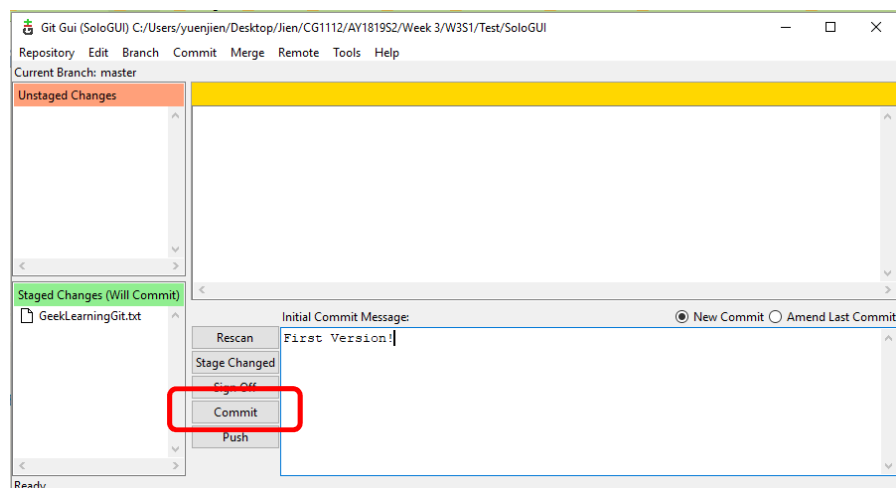 Git Gui (SoloGUI) C:/Users/yuenjien/Desktop/Jien/CG1112/AY1819S2/Week 3/W3S1/Test/SoloGUI
Repository Edit Branch Commit Merge Remote Tools Help
Current Branch: master
Unstaged Changes
Staged Changes (Will Commit)
GeekLearningGit.txt
Initial Commit Message:
New Commit
Amend Last Commit
Rescan
First Version!
Stage Changed
Sign Off
Commit
Push
Ready